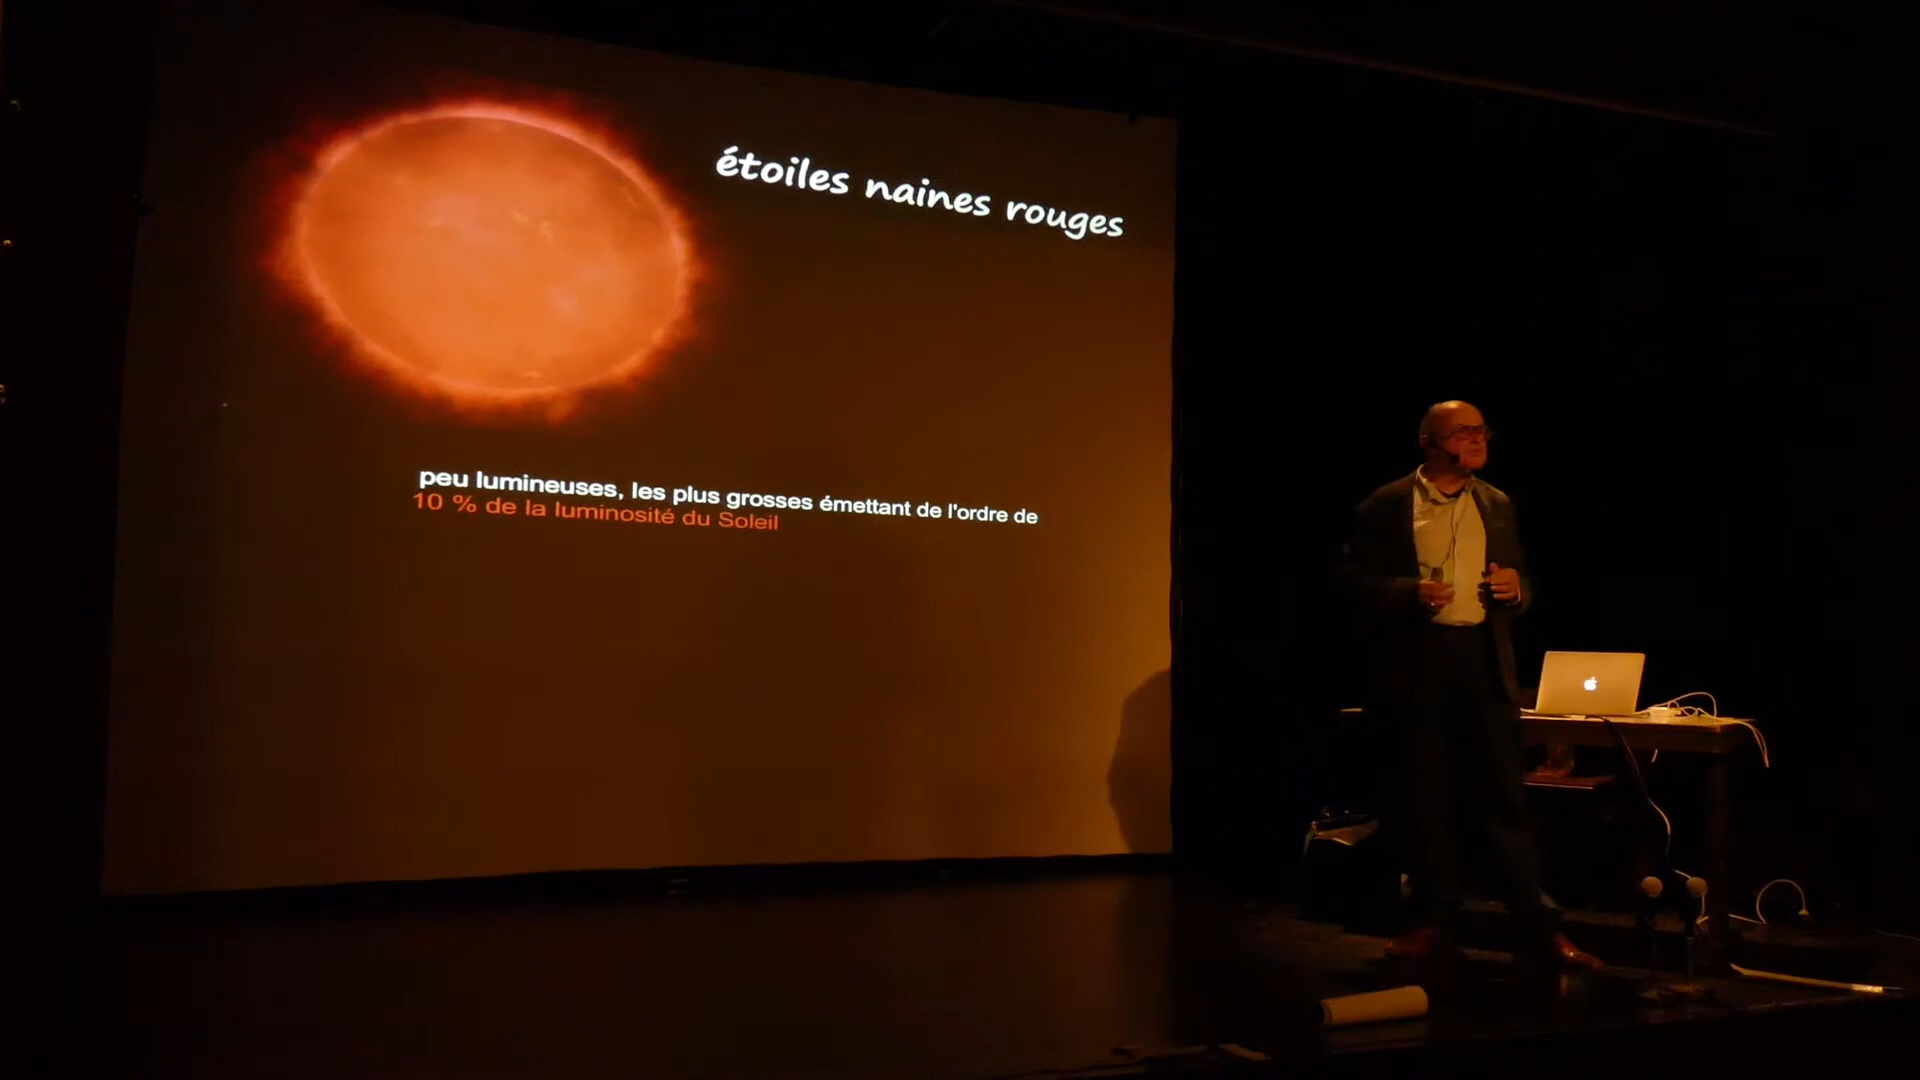 étoiles naines rouges
peu lumineuses, les plus grosses émettant de l'ordre de
10 % de la luminosité du Soleil